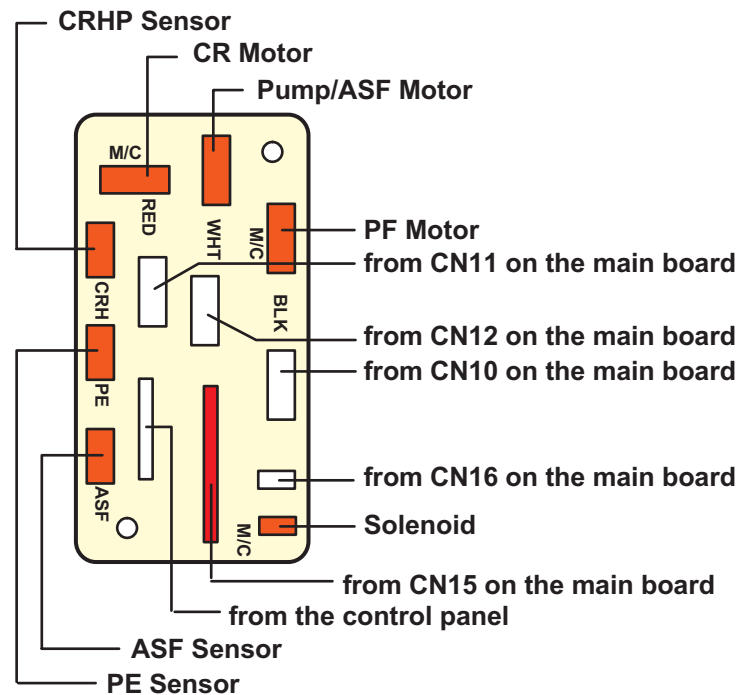 CRHP Sensor
CR Motor
Pump/ASF Motor
M/C
RED
WHT
M/C
PF Motor
from CN11 on the main board
CRH
BLK
from CN12 on the main board
from CN10 on the main board
PE
ASF
from CN16 on the main board
M/C
Solenoid
from CN15 on the main board
from the control panel
ASF Sensor
PE Sensor